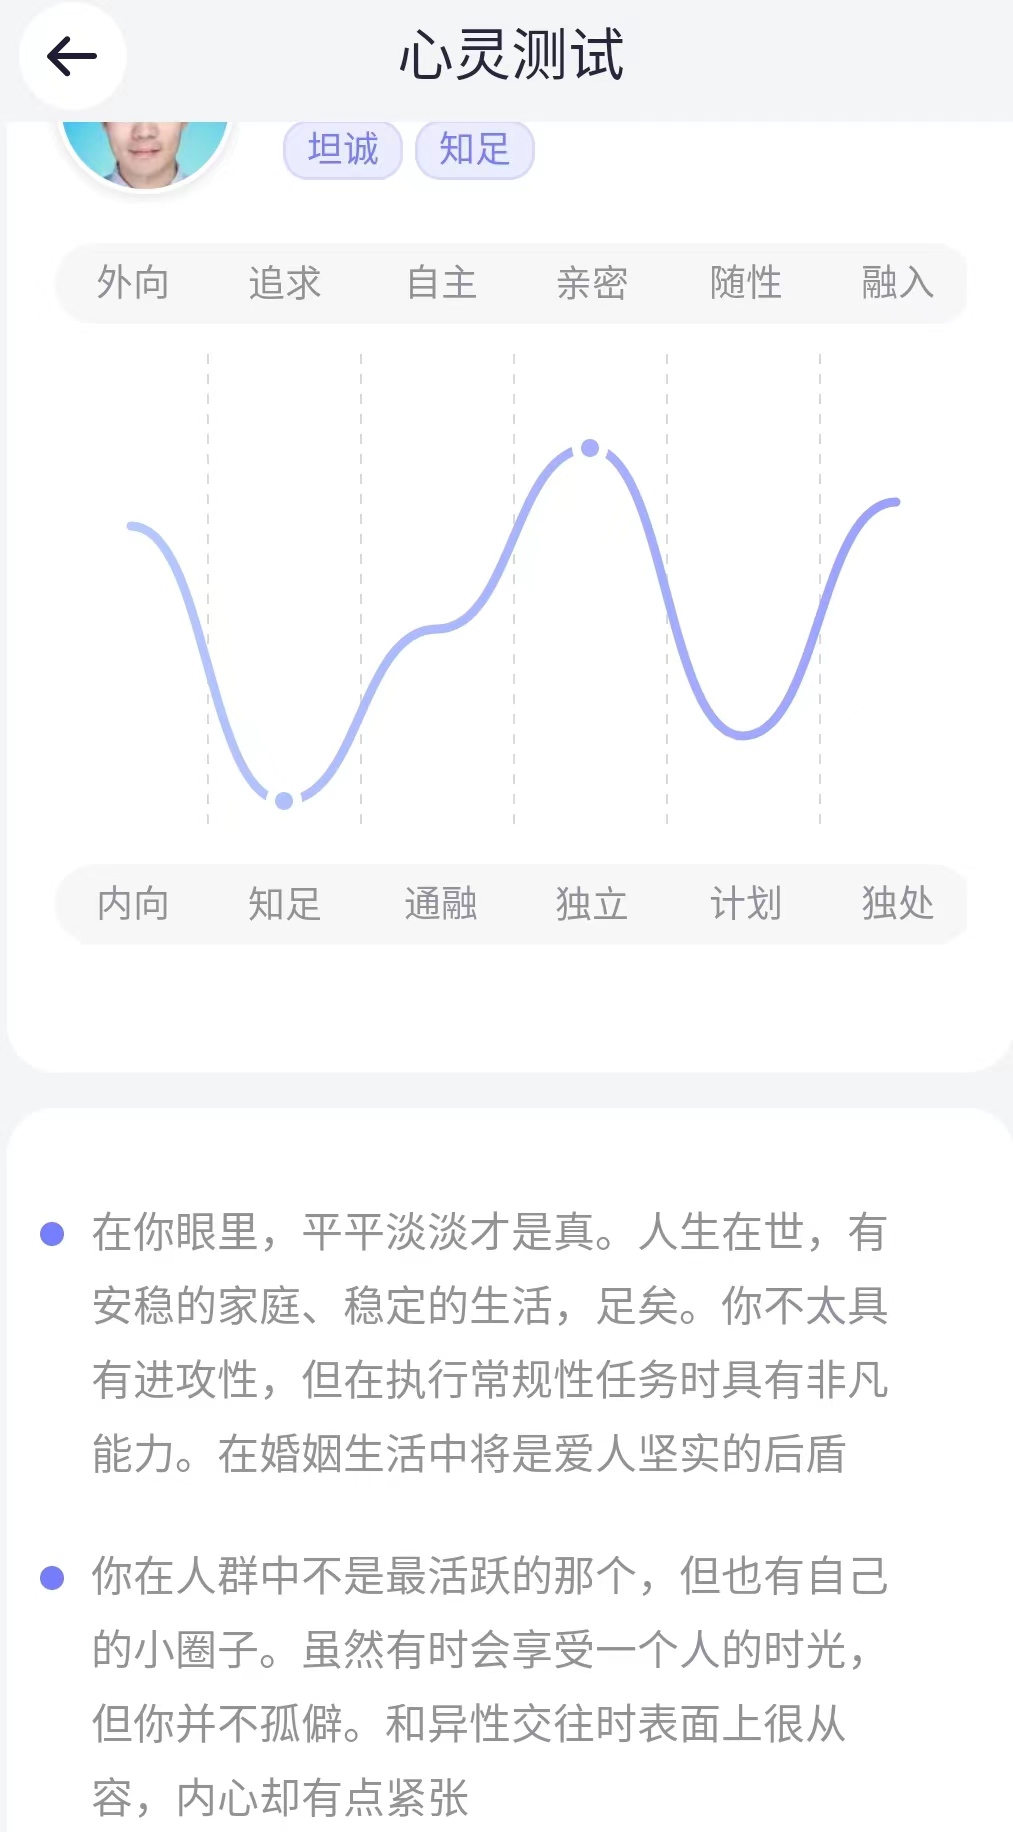 心灵测试
坦诚 知足
外向 追求 自主 亲密 随性 融入
内向 知足 通融 独立 计划 独处
在你眼里，平平淡淡才是真。人生在世，有
安稳的家庭、稳定的生活，足矣。你不太具
有进攻性，但在执行常规性任务时具有非凡
能力。在婚姻生活中将是爱人坚实的后盾
你在人群中不是最活跃的那个，但也有自己
的小圈子。虽然有时会享受一个人的时光，
但你并不孤僻。和异性交往时表面上很从
容，内心却有点紧张